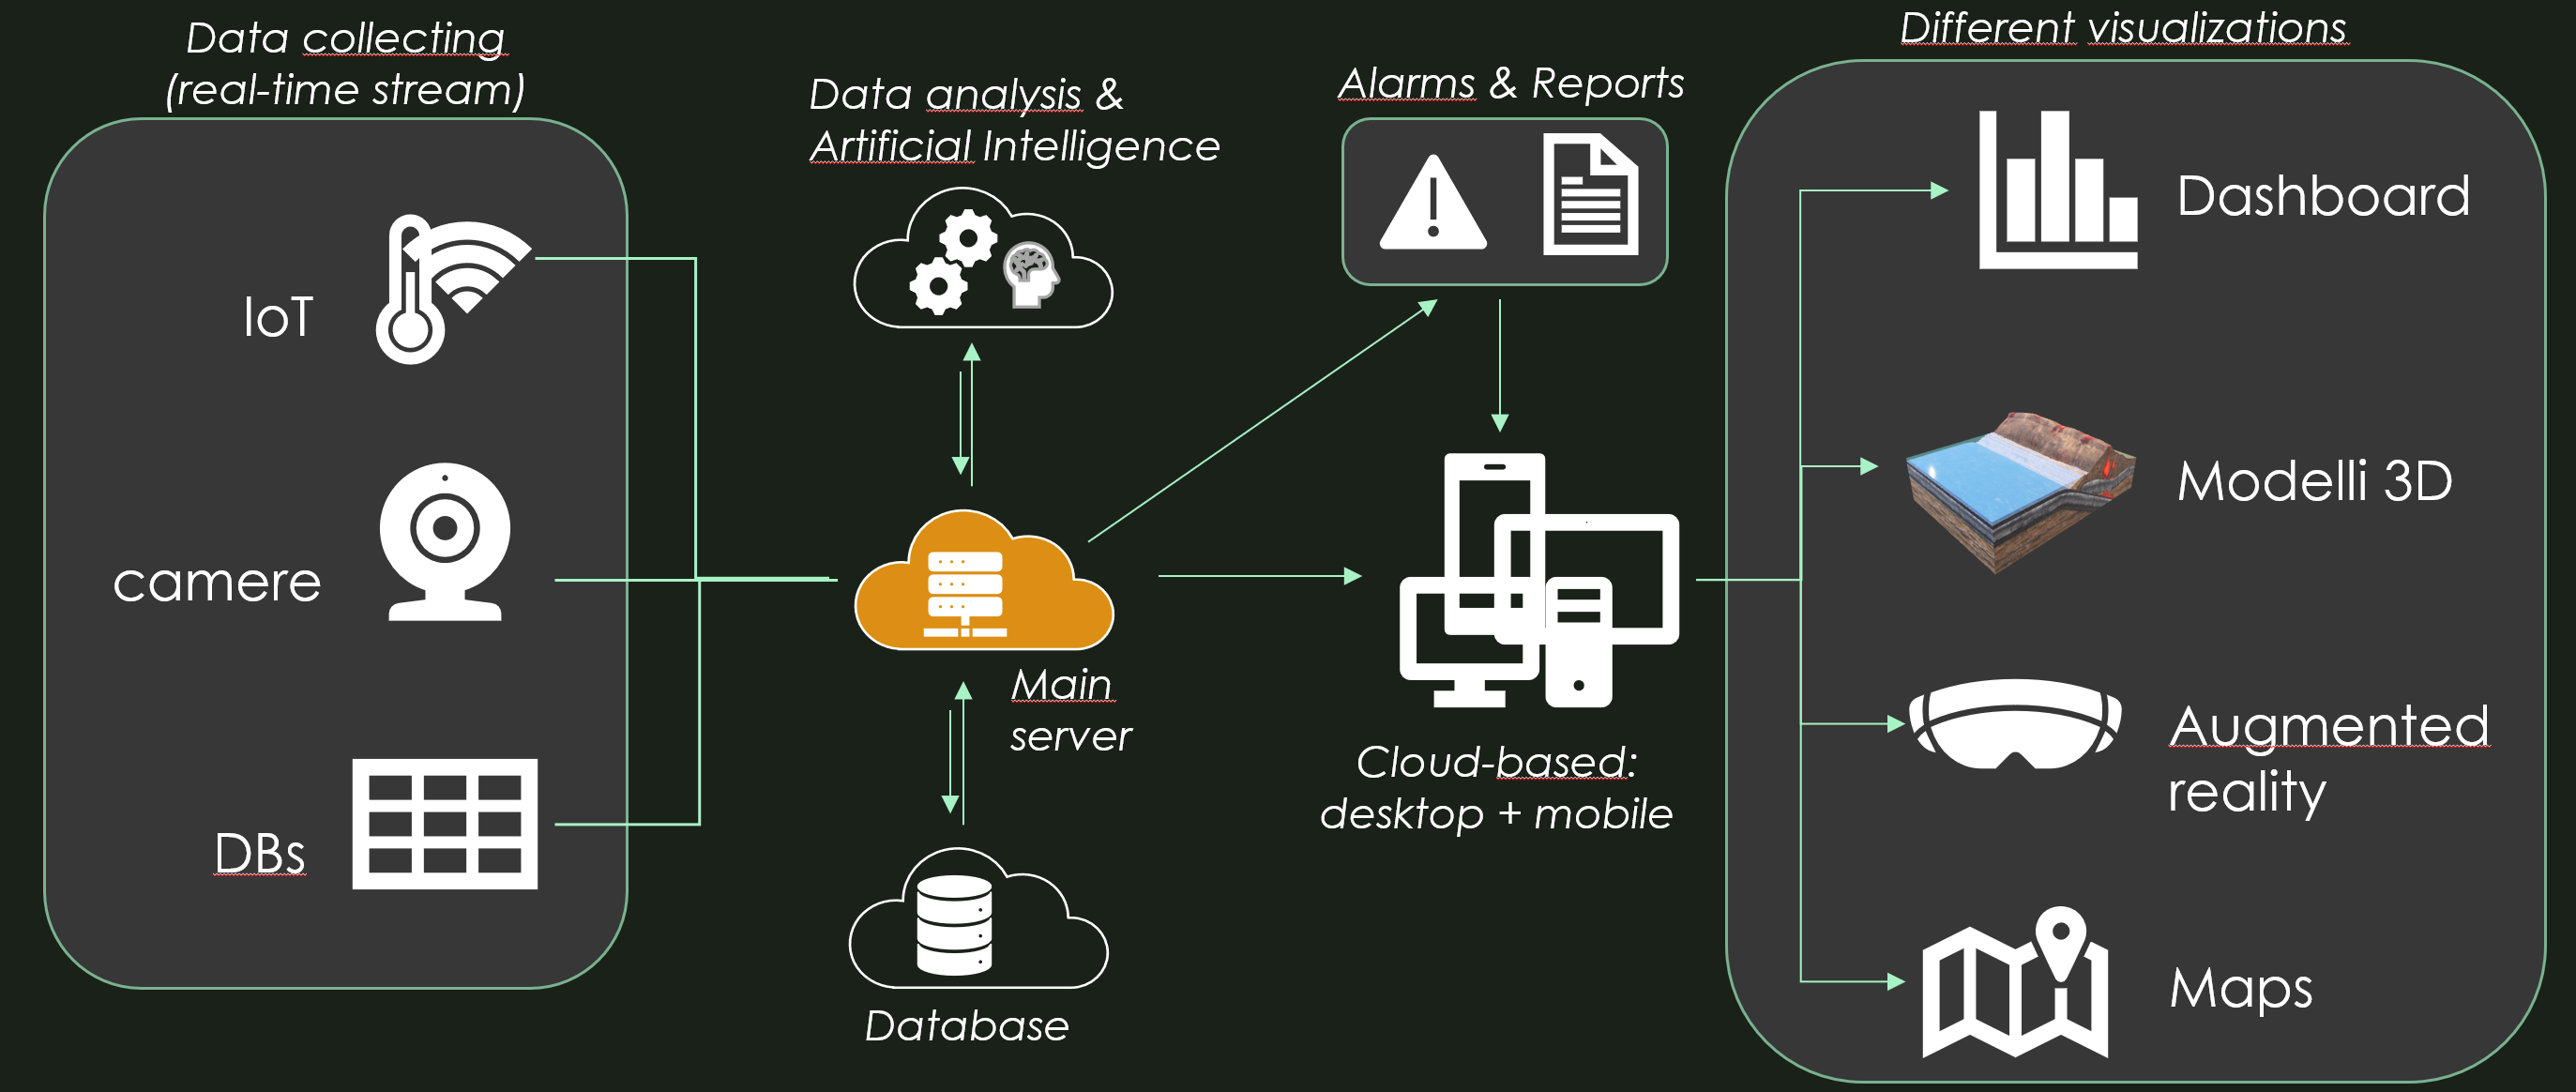 Data collecting
(real-time stream)
IoT
camere
DBs
Data analysis &
Artificial Intelligence
Main
server
Database
Alarms & Reports
Cloud-based:
desktop + mobile
Different visualizations
Dashboard
Modelli 3D
Augmented
reality
Maps